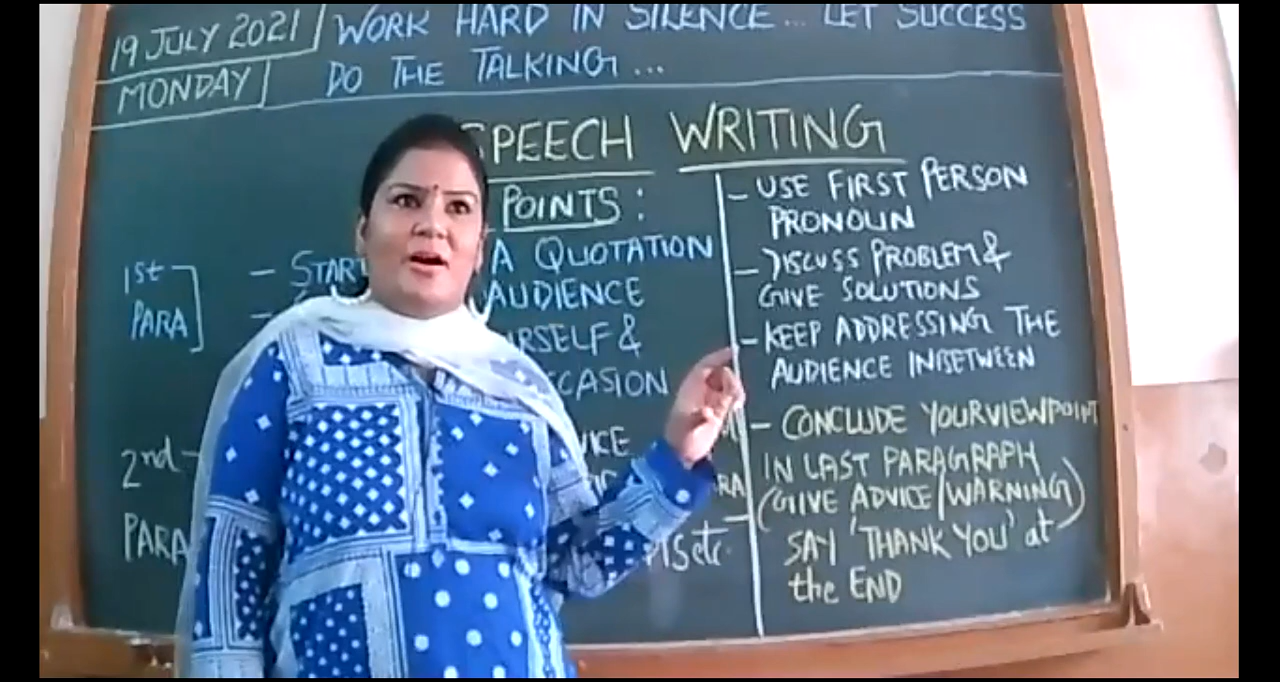 19 JULY 2021
MONDAY
WORK HARD IN SILENCE... LET SUCCESS
DO THE TALKING...
SPEECH WRITING
POINTS:
1st
PARA
- START A QUOTATION
- AUDIENCE
&
2nd -
PARA
etc.
- USE FIRST PERSON
PRONOUN
- DISCUSS PROBLEM &
GIVE SOLUTIONS
- KEEP ADDRESSING THE
AUDIENCE INBETWEEN
- CONCLUDE YOUR VIEWPOINT
IN LAST PARAGRAPH
(GIVE ADVICE/WARNING)
- SAY 'THANK YOU' at
the END